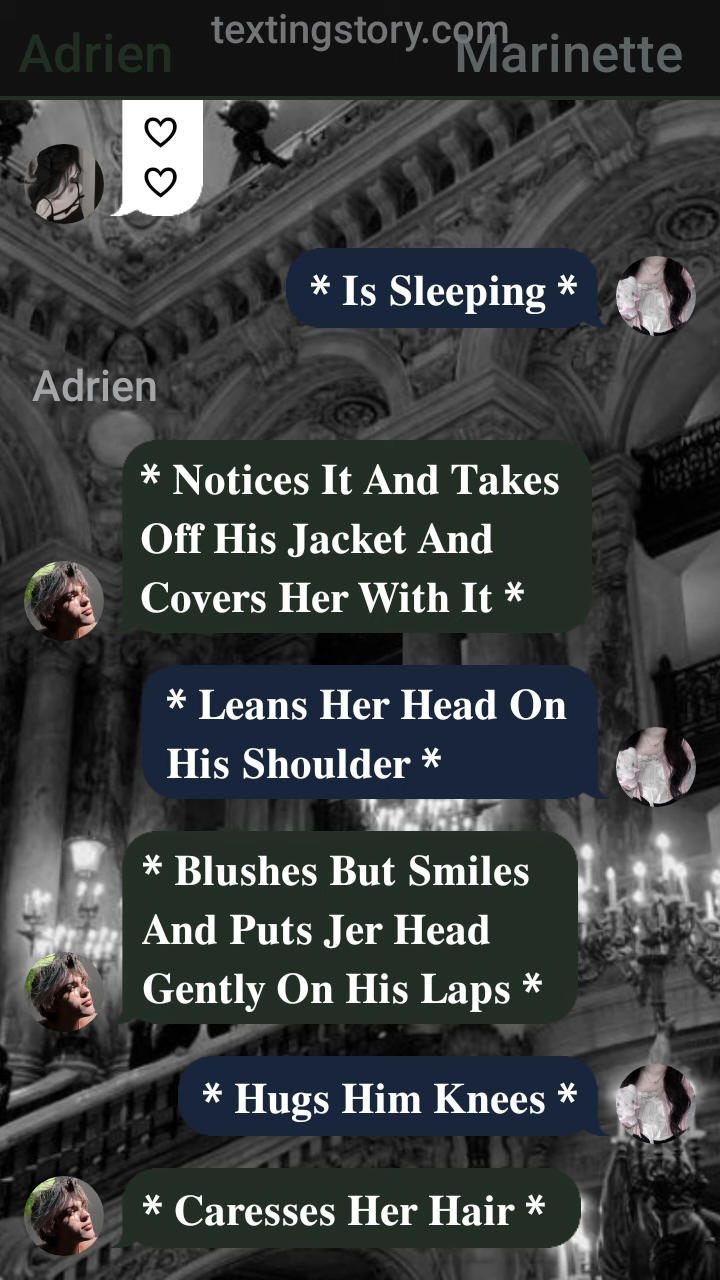 textingstory.com
Adrien
Marinette
* Is Sleeping *
Adrien
* Notices It And Takes
Off His Jacket And
Covers Her With It *
* Leans Her Head On
His Shoulder *
* Blushes But Smiles
And Puts Jer Head
Gently On His Laps *
* Hugs Him Knees *
* Caresses Her Hair *